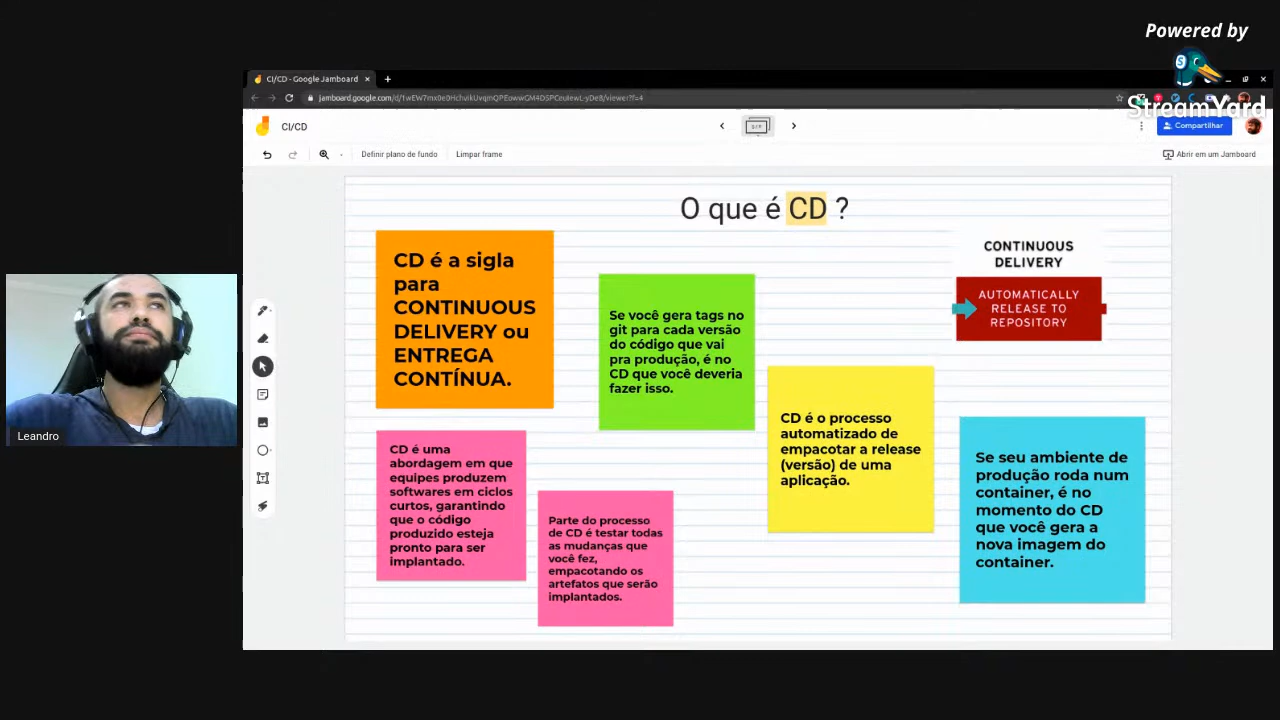 Powered by
StreamYard
CI/CD - Google Jamboard
CI/CD
Compartilhar
Definir plano de fundo
Limpar frame
Abrir em um Jamboard
O que é CD ?
CD é a sigla
para
CONTINUOUS
DELIVERY ou
ENTREGA
CONTÍNUA.
Se você gera tags no
git para cada versão
do código que vai
pra produção, é no
CD que você deveria
fazer isso.
CONTINUOUS
DELIVERY
AUTOMATICALLY
RELEASE TO
REPOSITORY
CD é o processo
automatizado de
empacotar a release
(versão) de uma
aplicação.
Se seu ambiente de
produção roda num
container, é no
momento do CD
que você gera a
nova imagem do
container.
CD é uma
abordagem em que
equipes produzem
softwares em ciclos
curtos, garantindo
que o código
produzido esteja
pronto para ser
implantado.
Parte do processo
de CD é testar todas
as mudanças que
você fez,
empacotando os
artefatos que serão
implantados.
Leandro